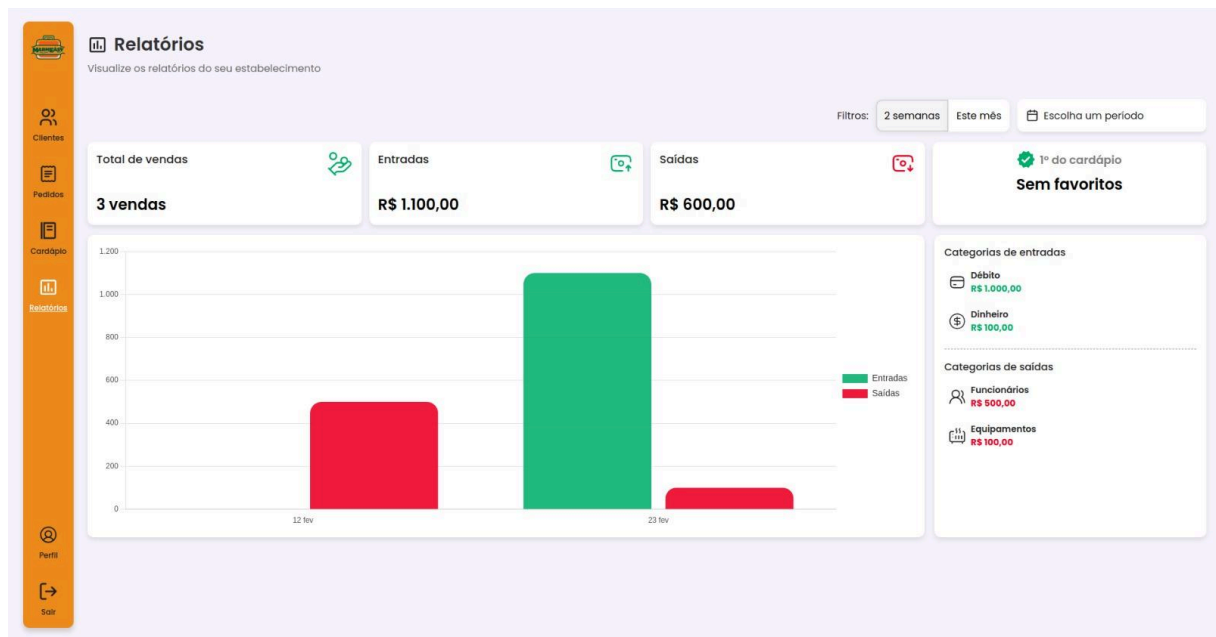 Relatórios
Visualize os relatórios do seu estabelecimento
Clientes
Pedidos
Cardápio
Relatórios
Perfil
Sair
Filtros: 2 semanas Este mês Escolha um período
Total de vendas
3 vendas
Entradas
R$ 1.100,00
Saídas
R$ 600,00
1º do cardápio
Sem favoritos
1.200
1.000
800
600
400
200
0
12 fev
23 fev
Entradas
Saídas
Categorias de entradas
Débito
R$ 1.000,00
Dinheiro
R$ 100,00
Categorias de saídas
Funcionários
R$ 500,00
Equipamentos
R$ 100,00